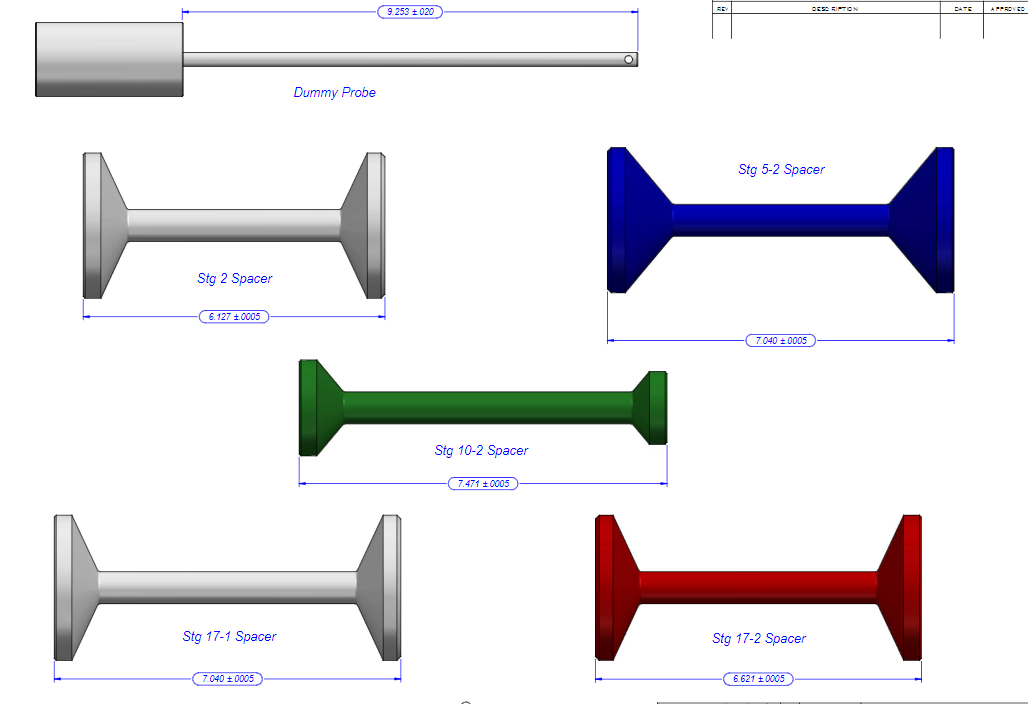 9.253 ±.020
REV DESCRIPTION DATE APPROVED
Dummy Probe
Stg 5-2 Spacer
Stg 2 Spacer
6.127 ±.0005
7.040 ±.0005
Stg 10-2 Spacer
7.471 ±.0005
Stg 17-1 Spacer
Stg 17-2 Spacer
7.040 ±.0005
6.621 ±.0005